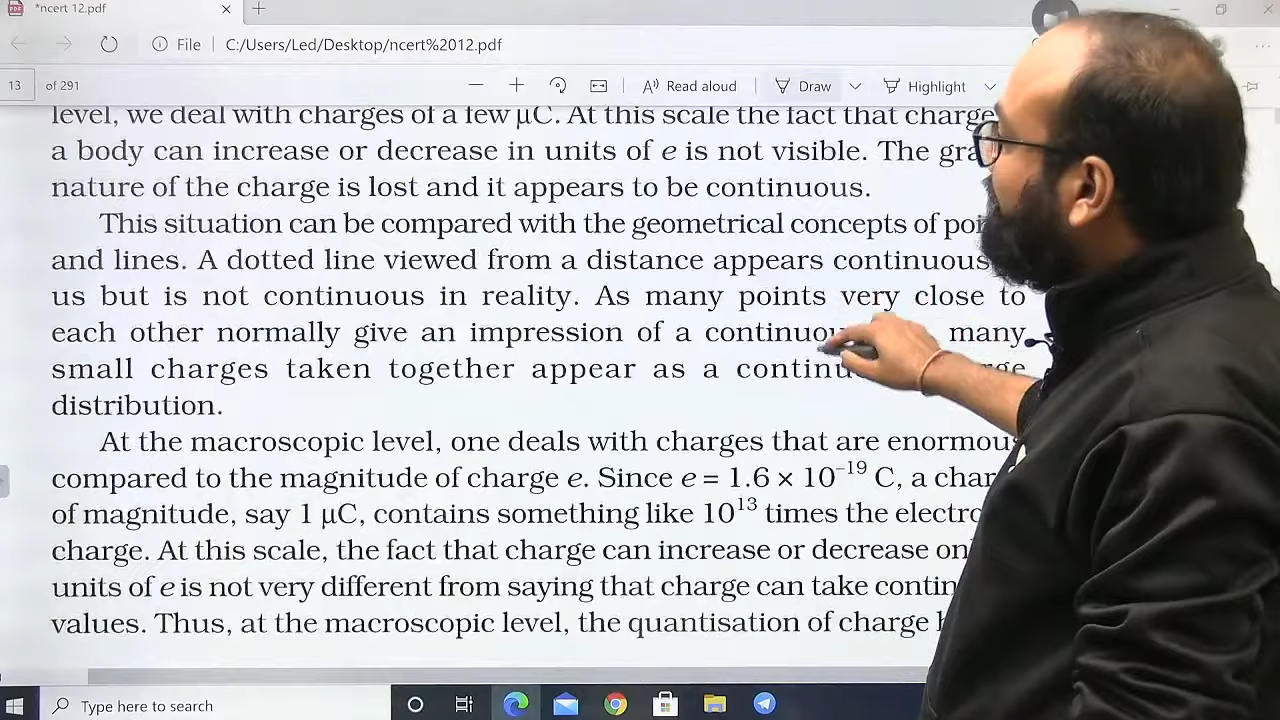 *ncert 12.pdf
File C:/Users/Led/Desktop/ncert%2012.pdf
13 of 291 Read aloud Draw Highlight
level, we deal with charges of a few μC. At this scale the fact that charge
a body can increase or decrease in units of e is not visible. The
nature of the charge is lost and it appears to be continuous.
This situation can be compared with the geometrical concepts of
and lines. A dotted line viewed from a distance appears continuous
us but is not continuous in reality. As many points very close to
each other normally give an impression of a many
small charges taken together appear as a
distribution.
At the macroscopic level, one deals with charges that are enormous
compared to the magnitude of charge e. Since e = 1.6 × 10⁻¹⁹ C, a
of magnitude, say 1 μC, contains something like 10¹³ times the
charge. At this scale, the fact that charge can increase or decrease
units of e is not very different from saying that charge can take
values. Thus, at the macroscopic level, the quantisation of charge
Type here to search